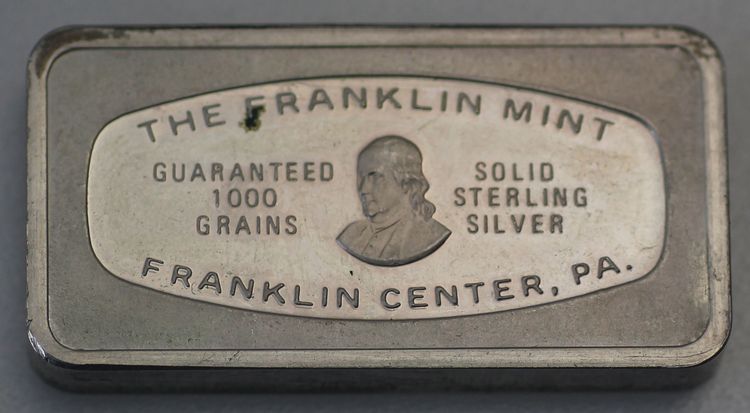 THE FRANKLIN MINT
GUARANTEED
1000
GRAINS
SOLID
STERLING
SILVER
FRANKLIN CENTER, PA.